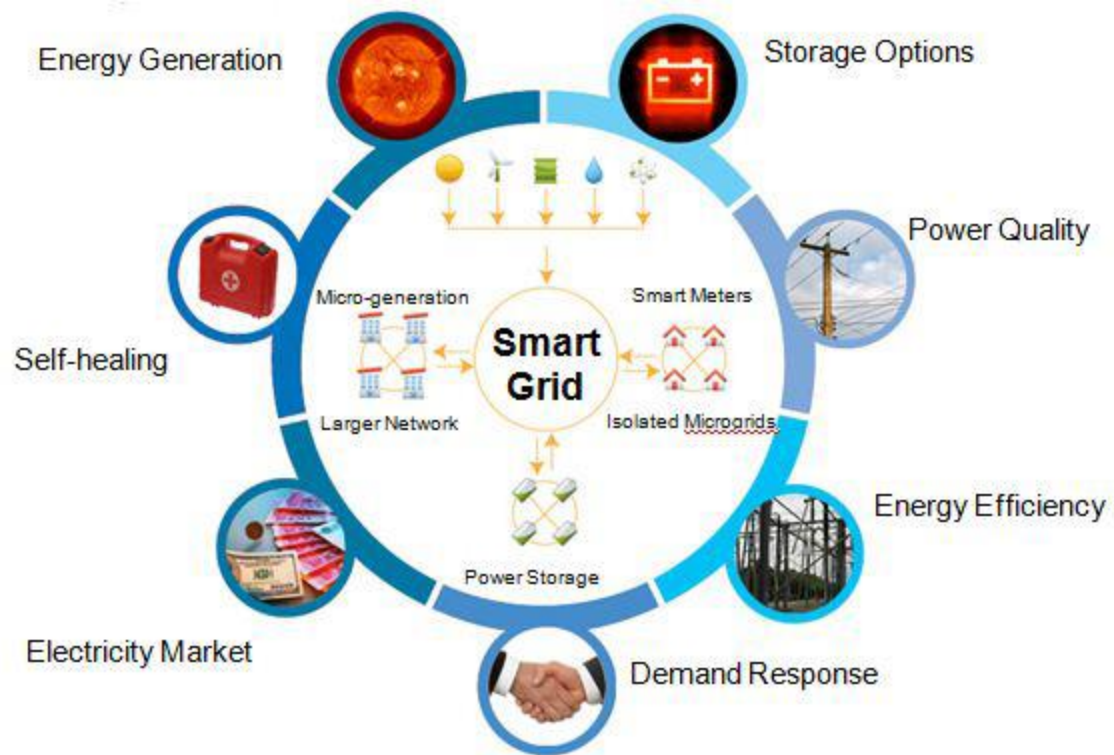 Energy Generation
Storage Options
Power Quality
Micro-generation
Smart Meters
Smart
Grid
Self-healing
Larger Network
Isolated Microgrids
Energy Efficiency
Power Storage
Electricity Market
Demand Response